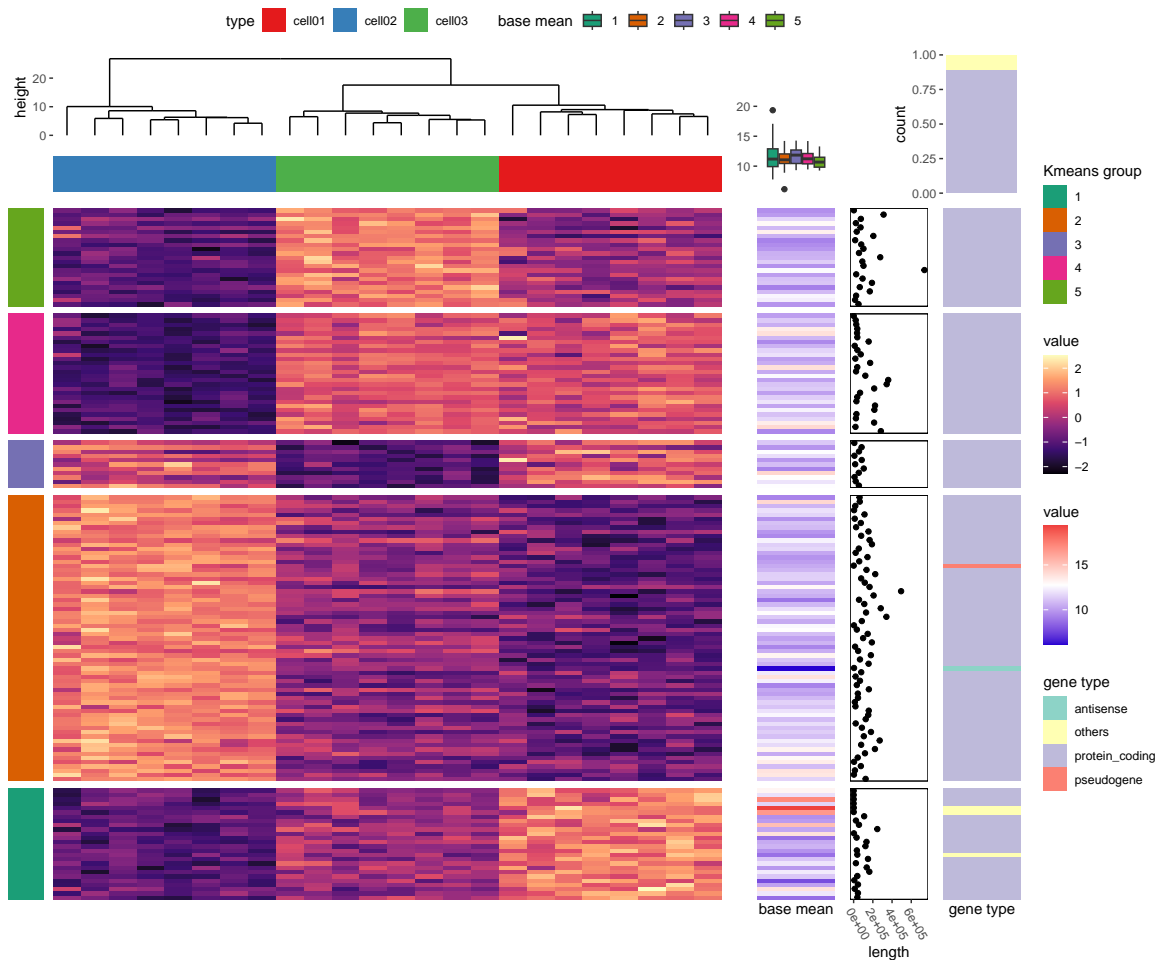 type cell01 cell02 cell03 base mean 1 2 3 4 5
height
20
10
0
20
15
10
count
1.00
0.75
0.50
0.25
0.00
Kmeans group
1
2
3
4
5
value
2
1
0
−1
−2
value
15
10
gene type
antisense
others
protein_coding
pseudogene
base mean
0e+00
2e+05
4e+05
6e+05
length
gene type